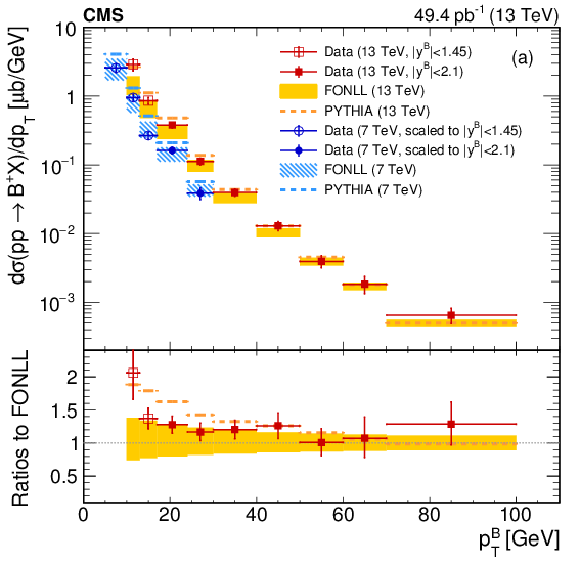 CMS 49.4 pb⁻¹ (13 TeV)
(a)
Data (13 TeV, |y^B|<1.45)
Data (13 TeV, |y^B|<2.1)
FONLL (13 TeV)
PYTHIA (13 TeV)
Data (7 TeV, scaled to |y^B|<1.45)
Data (7 TeV, scaled to |y^B|<2.1)
FONLL (7 TeV)
PYTHIA (7 TeV)
dσ(pp → B⁺X)/dp_T [μb/GeV]
10
1
10⁻¹
10⁻²
10⁻³
Ratios to FONLL
2
1.5
1
0.5
0 20 40 60 80 100
p_T^B [GeV]